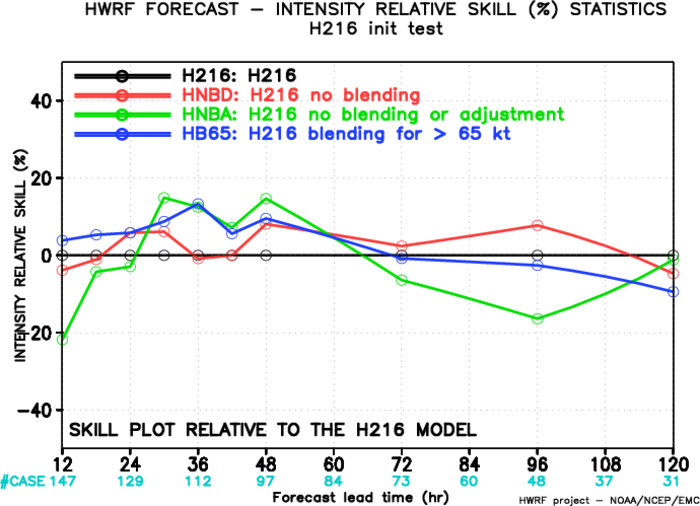 HWRF FORECAST – INTENSITY RELATIVE SKILL (%) STATISTICS
H216 init test
H216: H216
HNBD: H216 no blending
HNBA: H216 no blending or adjustment
HB65: H216 blending for > 65 kt
INTENSITY RELATIVE SKILL (%)
40
20
0
−20
−40
SKILL PLOT RELATIVE TO THE H216 MODEL
12 24 36 48 60 72 84 96 108 120
#CASE 147 129 112 97 84 73 60 48 37 31
Forecast lead time (hr)
HWRF project – NOAA/NCEP/EMC